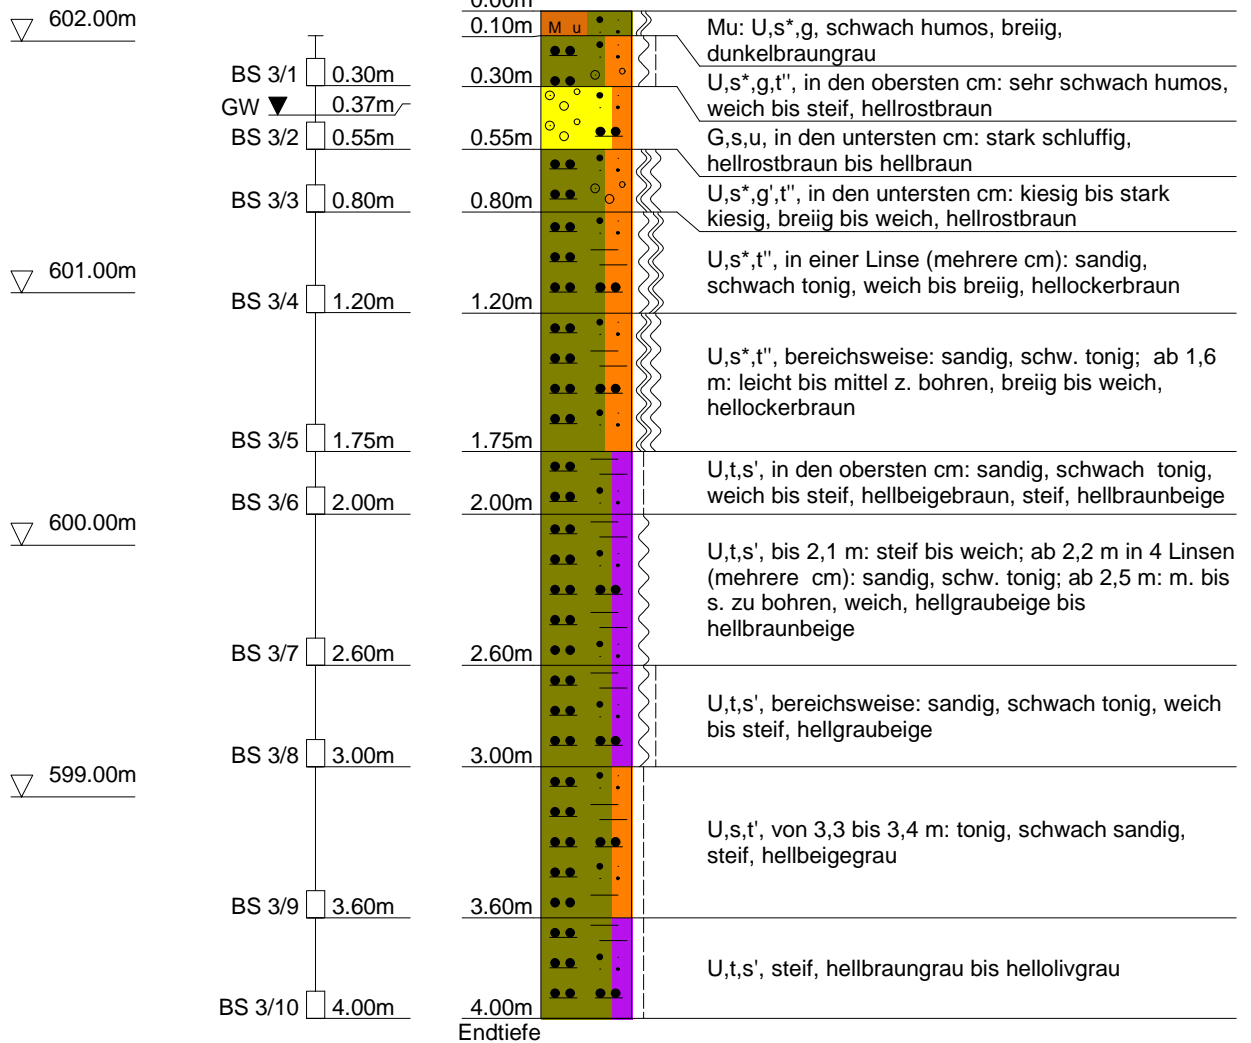 0.00m
602.00m
0.10m
M u
Mu: U,s*,g, schwach humos, breiig,
dunkelbraungrau
BS 3/1 0.30m
0.30m
U,s*,g,t'', in den obersten cm: sehr schwach humos,
weich bis steif, hellrostbraun
GW 0.37m
BS 3/2 0.55m
0.55m
G,s,u, in den untersten cm: stark schluffig,
hellrostbraun bis hellbraun
BS 3/3 0.80m
0.80m
U,s*,g',t'', in den untersten cm: kiesig bis stark
kiesig, breiig bis weich, hellrostbraun
601.00m
BS 3/4 1.20m
1.20m
U,s*,t'', in einer Linse (mehrere cm): sandig,
schwach tonig, weich bis breiig, hellockerbraun
BS 3/5 1.75m
1.75m
U,s*,t'', bereichsweise: sandig, schw. tonig; ab 1,6
m: leicht bis mittel z. bohren, breiig bis weich,
hellockerbraun
BS 3/6 2.00m
2.00m
U,t,s', in den obersten cm: sandig, schwach tonig,
weich bis steif, hellbeigebraun, steif, hellbraunbeige
600.00m
BS 3/7 2.60m
2.60m
U,t,s', bis 2,1 m: steif bis weich; ab 2,2 m in 4 Linsen
(mehrere cm): sandig, schw. tonig; ab 2,5 m: m. bis
s. zu bohren, weich, hellgraubeige bis
hellbraunbeige
BS 3/8 3.00m
3.00m
U,t,s', bereichsweise: sandig, schwach tonig, weich
bis steif, hellgraubeige
599.00m
BS 3/9 3.60m
3.60m
U,s,t', von 3,3 bis 3,4 m: tonig, schwach sandig,
steif, hellbeigegrau
BS 3/10 4.00m
4.00m
U,t,s', steif, hellbraungrau bis hellolivgrau
Endtiefe